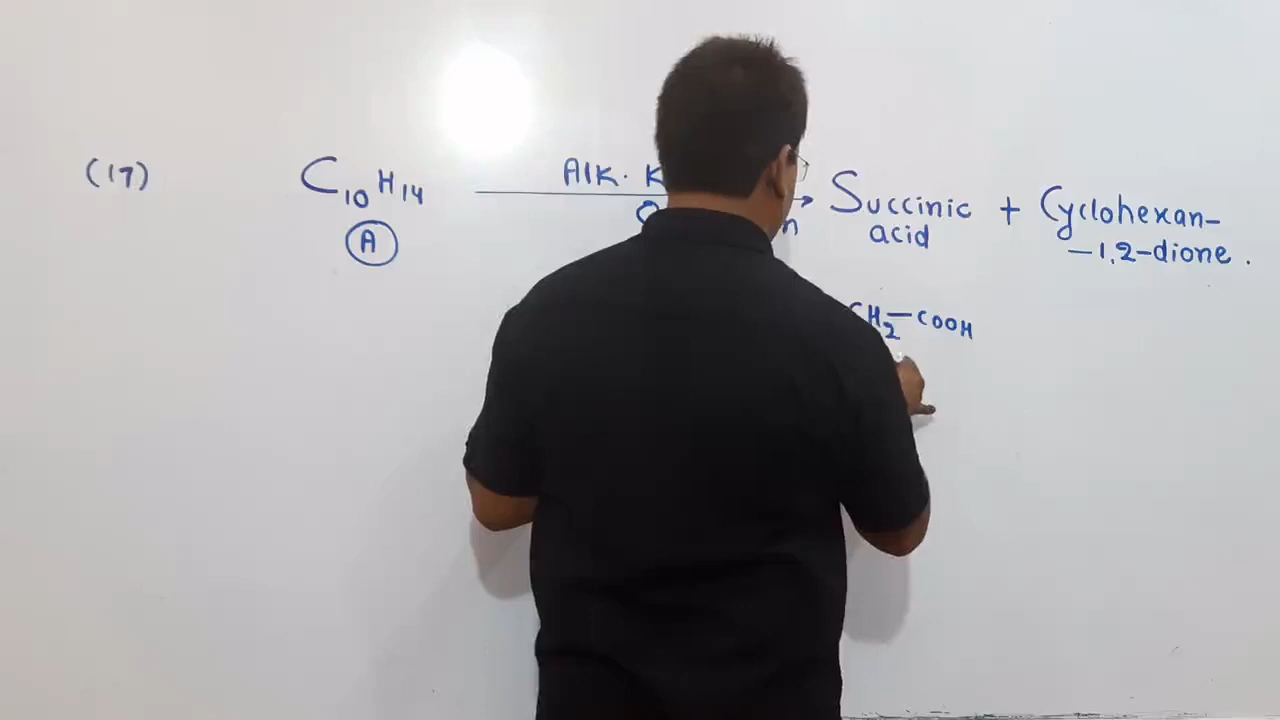 (17) C10H14 Alk. K Succinic + Cyclohexan-
A acid -1,2-dione.
CH2-COOH